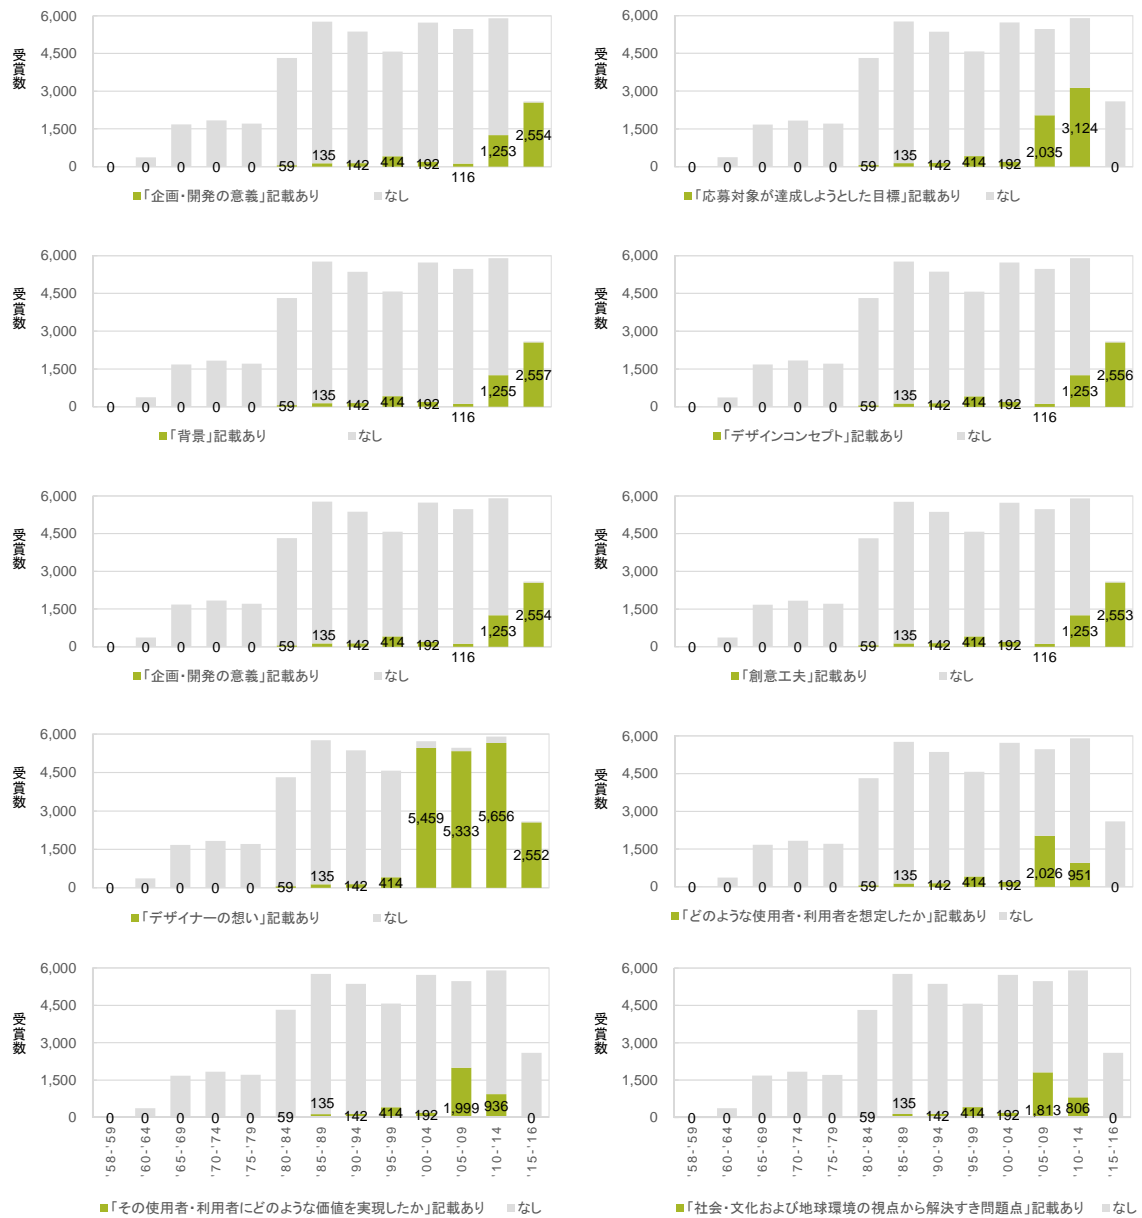 受賞数
6,000
4,500
3,000
1,500
0
0 0 0 0 0 59 135 142 414 192 116 1,253 2,554
「企画・開発の意義」記載あり なし
受賞数
6,000
4,500
3,000
1,500
0
0 0 0 0 0 59 135 142 414 192 2,035 3,124 0
「応募対象が達成しようとした目標」記載あり なし
受賞数
6,000
4,500
3,000
1,500
0
0 0 0 0 0 59 135 142 414 192 116 1,255 2,557
「背景」記載あり なし
受賞数
6,000
4,500
3,000
1,500
0
0 0 0 0 0 59 135 142 414 192 116 1,253 2,556
「デザインコンセプト」記載あり なし
受賞数
6,000
4,500
3,000
1,500
0
0 0 0 0 0 59 135 142 414 192 116 1,253 2,554
「企画・開発の意義」記載あり なし
受賞数
6,000
4,500
3,000
1,500
0
0 0 0 0 0 59 135 142 414 192 116 1,253 2,553
「創意工夫」記載あり なし
受賞数
6,000
4,500
3,000
1,500
0
0 0 0 0 0 59 135 142 414 5,459 5,333 5,656 2,552
「デザイナーの想い」記載あり なし
受賞数
6,000
4,500
3,000
1,500
0
0 0 0 0 0 59 135 142 414 192 2,026 951 0
「どのような使用者・利用者を想定したか」記載あり なし
受賞数
6,000
4,500
3,000
1,500
0
0 0 0 0 0 59 135 142 414 192 1,999 936 0
'58-'59 '60-'64 '65-'69 '70-'74 '75-'79 '80-'84 '85-'89 '90-'94 '95-'99 '00-'04 '05-'09 '10-'14 '15-'16
「その使用者・利用者にどのような価値を実現したか」記載あり なし
受賞数
6,000
4,500
3,000
1,500
0
0 0 0 0 0 59 135 142 414 192 1,813 806 0
'58-'59 '60-'64 '65-'69 '70-'74 '75-'79 '80-'84 '85-'89 '90-'94 '95-'99 '00-'04 '05-'09 '10-'14 '15-'16
「社会・文化および地球環境の視点から解決すき問題点」記載あり なし